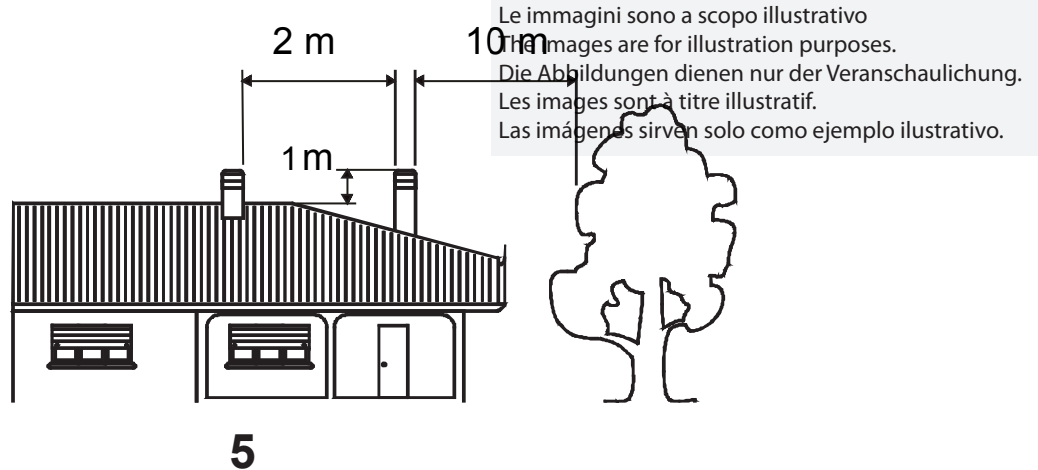 Le immagini sono a scopo illustrativo
The images are for illustration purposes.
Die Abbildungen dienen nur der Veranschaulichung.
Les images sont à titre illustratif.
Las imágenes sirven solo como ejemplo ilustrativo.
2 m
10 m
1 m
5